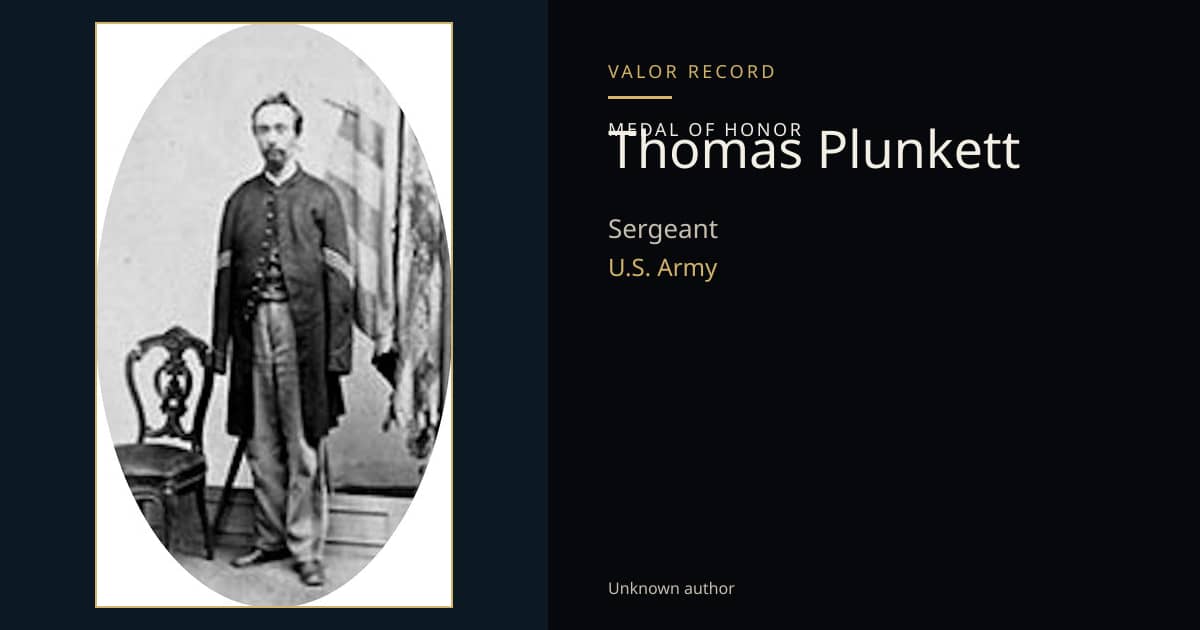 VALOR RECORD
MEDAL OF HONOR
Thomas Plunkett
Sergeant
U.S. Army
Unknown author